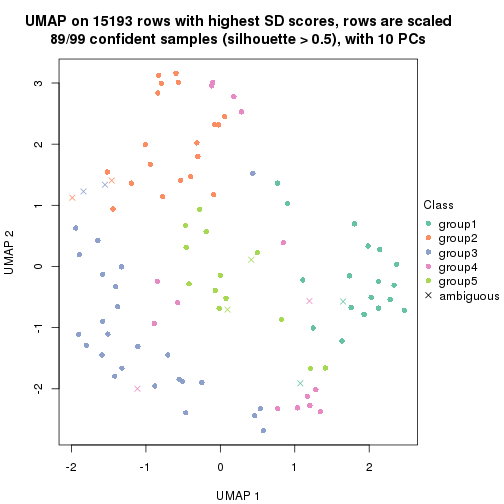 UMAP on 15193 rows with highest SD scores, rows are scaled
89/99 confident samples (silhouette > 0.5), with 10 PCs
3
2
1
0
-1
-2
UMAP 2
-2
-1
0
1
2
UMAP 1
Class
group1
group2
group3
group4
group5
ambiguous